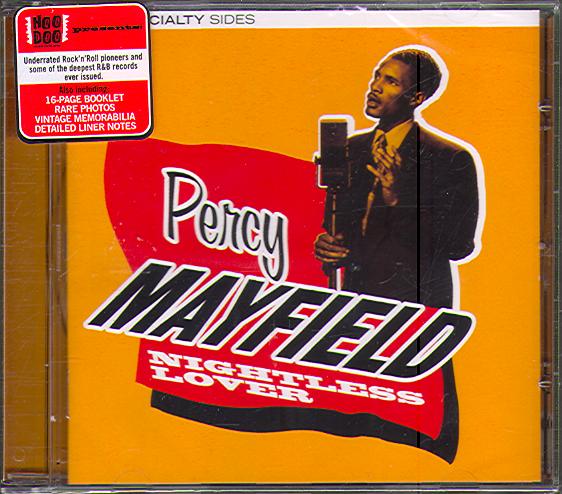 HOO
DOO
presents
Underrated Rock'n'Roll pioneers and
some of the deepest R&B records
ever issued.
Also including:
16-PAGE BOOKLET
RARE PHOTOS
VINTAGE MEMORABILIA
DETAILED LINER NOTES
CIALTY SIDES
Percy
MAYFIELD
NIGHTLESS
LOVER